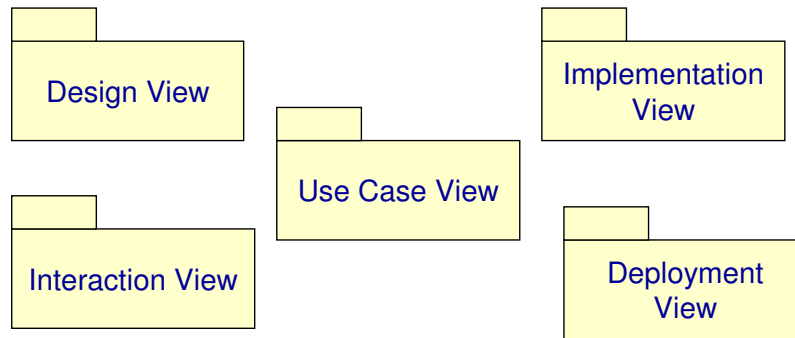 Design View
Implementation
View
Use Case View
Interaction View
Deployment
View